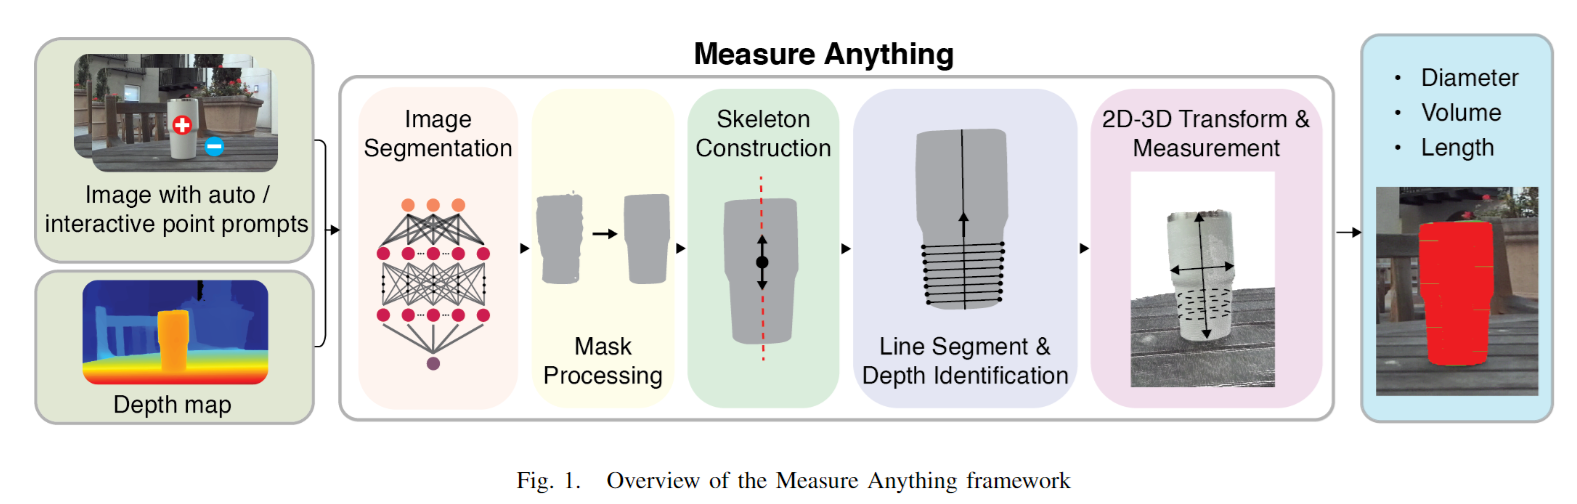 Measure Anything
Image with auto /
interactive point prompts
Depth map
Image
Segmentation
Mask
Processing
Skeleton
Construction
Line Segment &
Depth Identification
2D-3D Transform &
Measurement
• Diameter
• Volume
• Length
Fig. 1. Overview of the Measure Anything framework